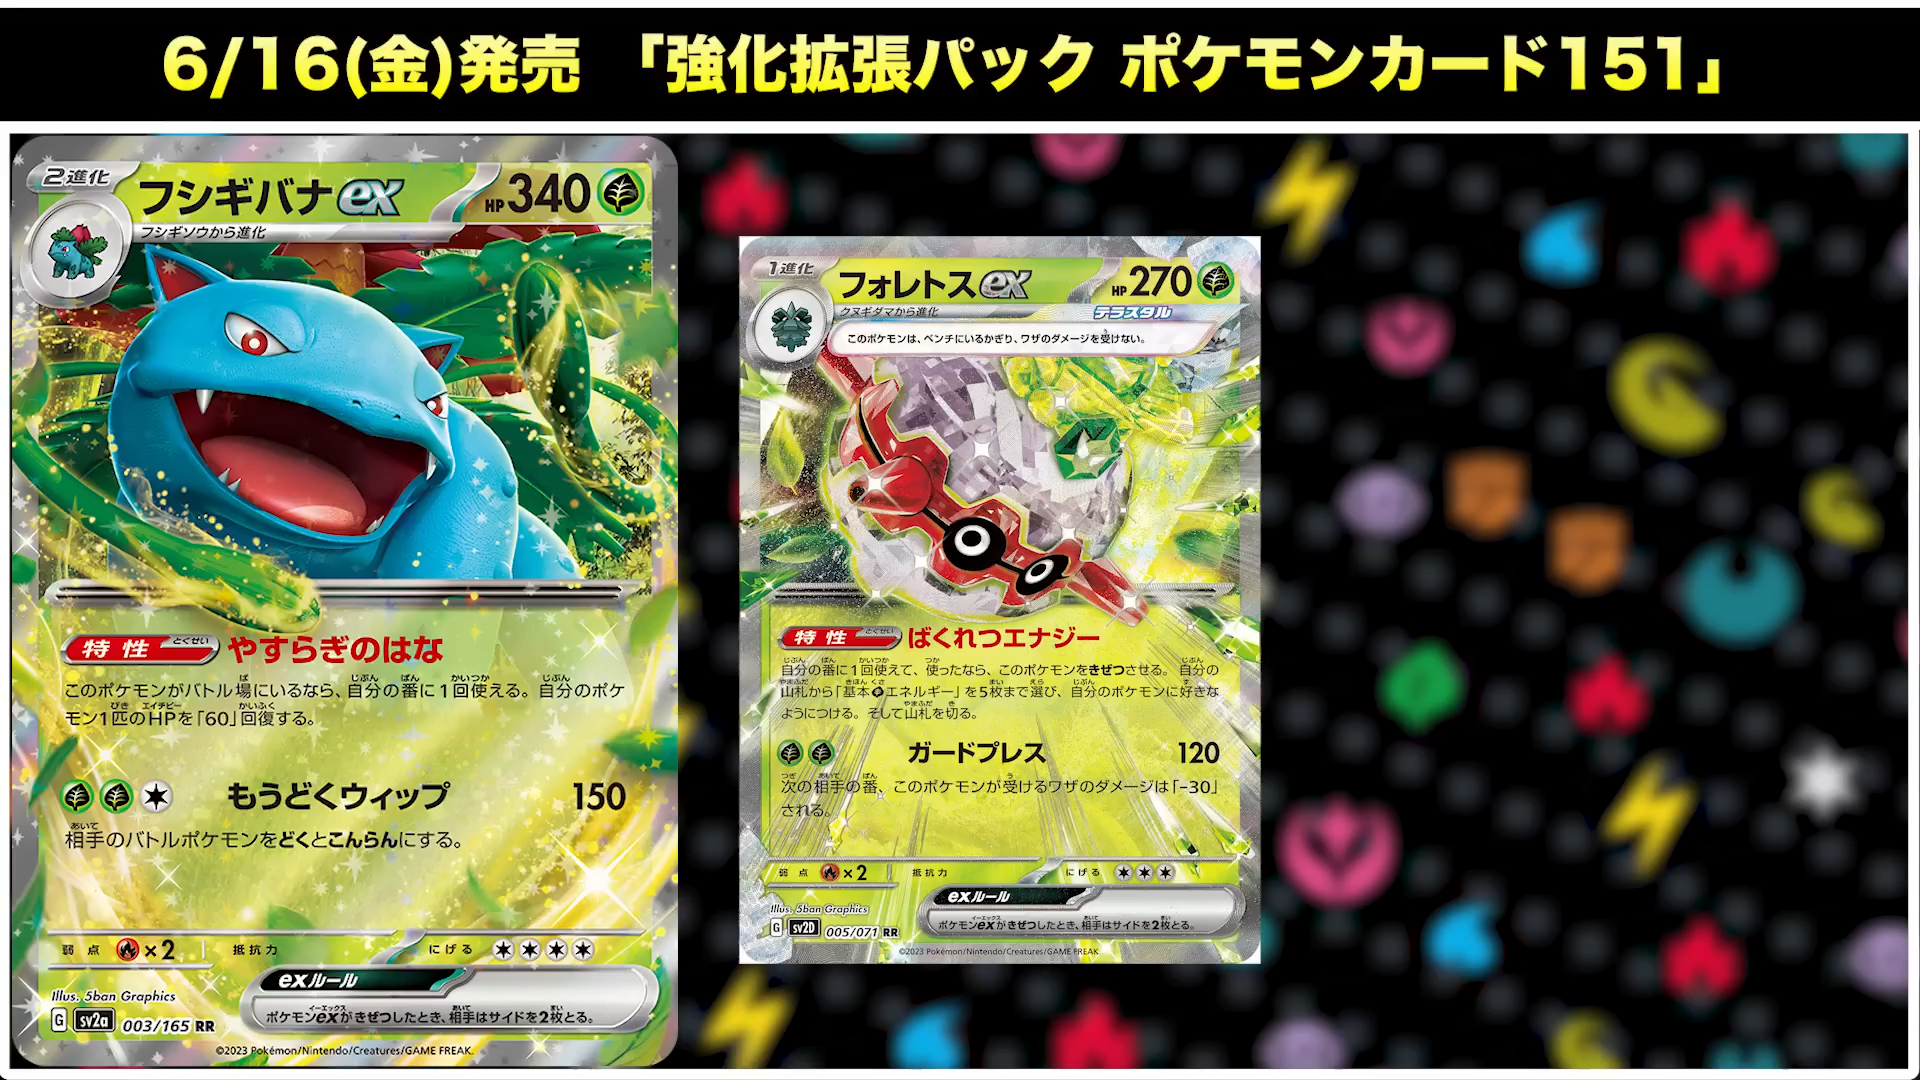 6/16(金)発売 「強化拡張パック ポケモンカード151」
2進化
フシギバナex
HP340
フシギソウから進化
特性 とくせい やすらぎのはな
このポケモンがバトル場にいるなら、自分の番に1回使える。自分のポケ
モン1匹のHPを「60」回復する。
もうどくウィップ 150
相手のバトルポケモンをどくとこんらんにする。
弱点 ×2 抵抗力 にげる
exルール
ポケモンexがきぜつしたとき、相手はサイドを2枚とる。
Illus. 5ban Graphics
G sv2a 003/165 RR
©2023 Pokémon/Nintendo/Creatures/GAME FREAK.
1進化
フォレトスex
HP270
クヌギダマから進化
テラスタル
このポケモンは、ベンチにいるかぎり、ワザのダメージを受けない。
特性 とくせい ばくれつエナジー
自分の番に1回使えて、使ったなら、このポケモンをきぜつさせる。自分の
山札から「基本エネルギー」を5枚まで選び、自分のポケモンに好きな
ようにつける。そして山札を切る。
ガードプレス 120
次の相手の番、このポケモンが受けるワザのダメージは「-30」
される。
弱点 ×2 抵抗力 にげる
exルール
ポケモンexがきぜつしたとき、相手はサイドを2枚とる。
Illus. 5ban Graphics
G sv2D 005/071 RR
©2023 Pokémon/Nintendo/Creatures/GAME FREAK